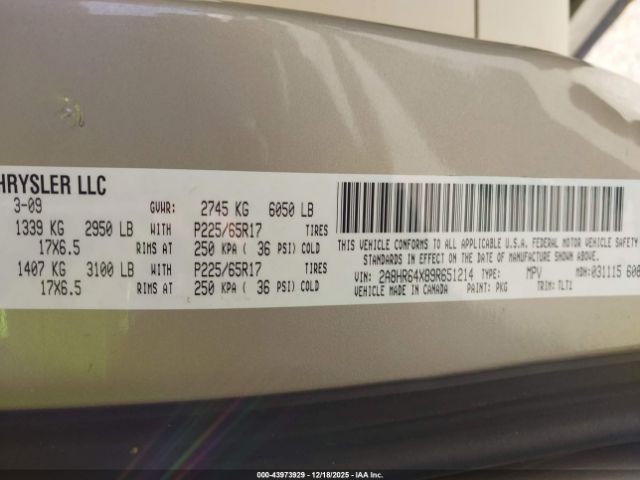 HRYSLER LLC
3-09 GVWR: 2745 KG 6050 LB
1339 KG 2950 LB WITH P225/65R17 TIRES
17X6.5 RIMS AT 250 KPA ( 36 PSI) COLD
1407 KG 3100 LB WITH P225/65R17 TIRES
17X6.5 RIMS AT 250 KPA ( 36 PSI) COLD
THIS VEHICLE CONFORMS TO ALL APPLICABLE U.S.A. FEDERAL MOTOR VEHICLE SAFETY
STANDARDS IN EFFECT ON THE DATE OF MANUFACTURE SHOWN ABOVE.
VIN: 2A8HR64X89R651214 TYPE: MPV MDH: 031115 608
VEHICLE MADE IN CANADA PAINT: PKG TRIM: TLT1
000-43973929 - 12/18/2025 - IAA Inc.